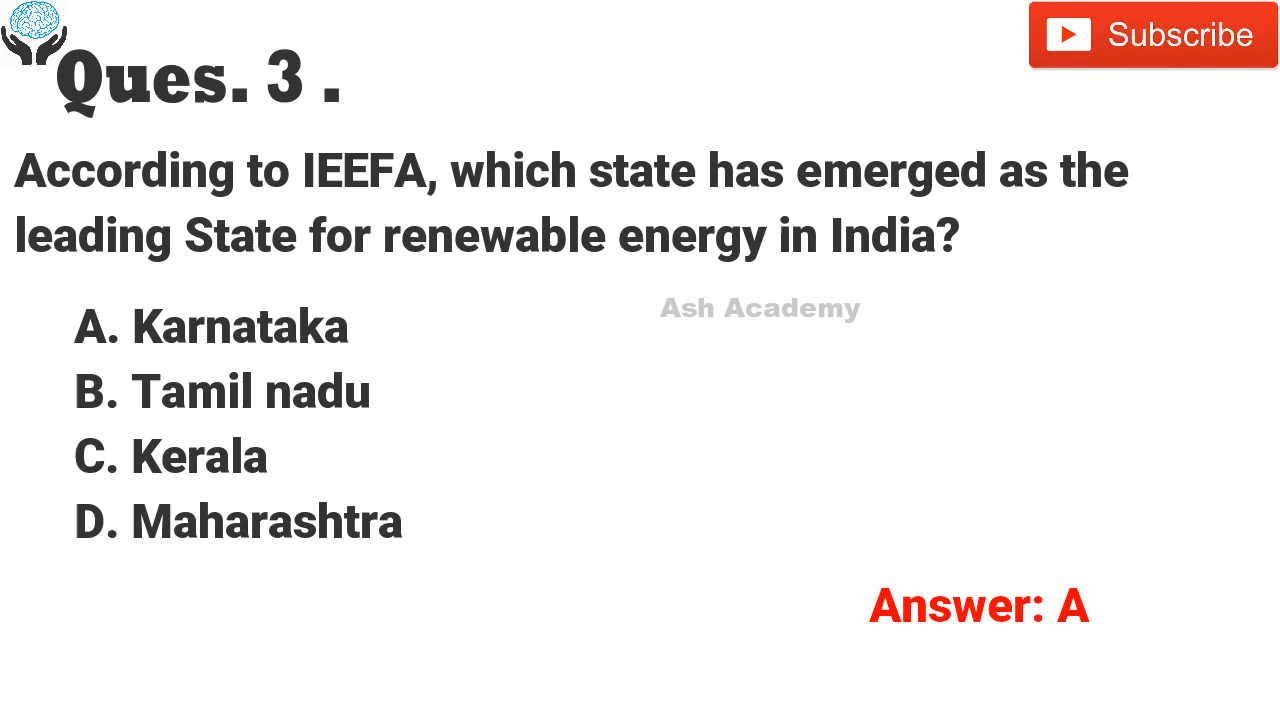 Subscribe
Ques. 3 .
According to IEEFA, which state has emerged as the
leading State for renewable energy in India?
Ash Academy
A. Karnataka
B. Tamil nadu
C. Kerala
D. Maharashtra
Answer: A